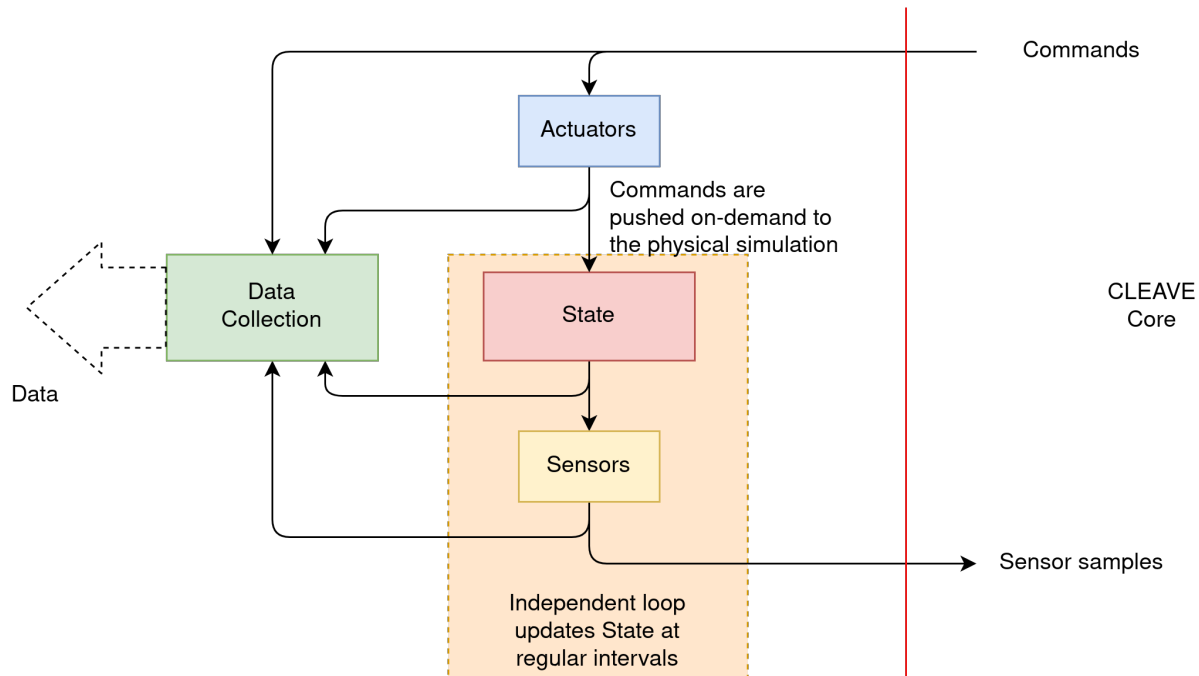 Commands
Actuators
Commands are
pushed on-demand to
the physical simulation
Data
Collection
State
CLEAVE
Core
Data
Sensors
Sensor samples
Independent loop
updates State at
regular intervals